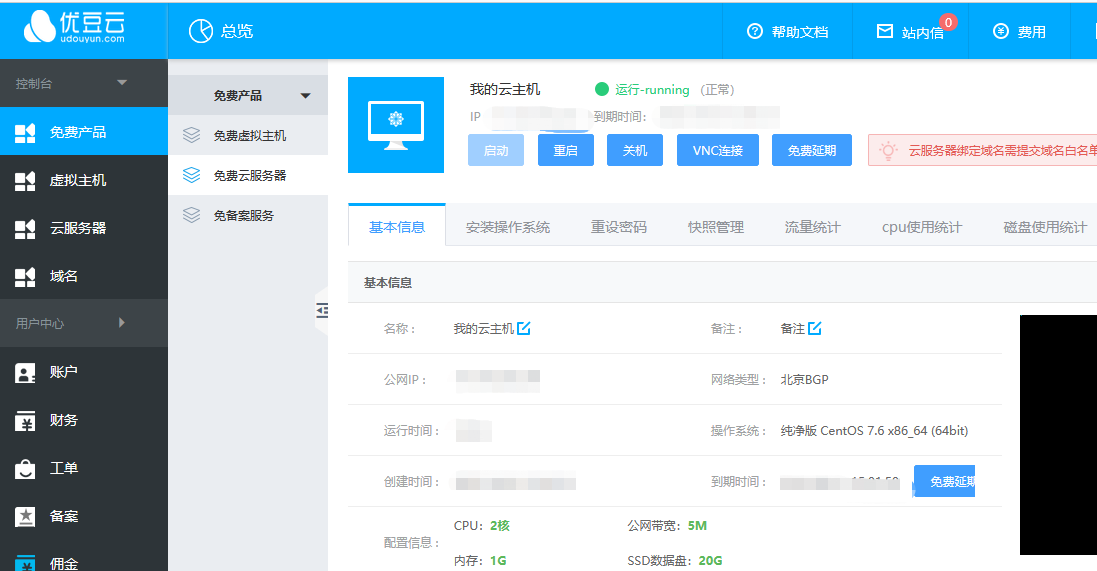 优豆云
udouyun.com
总览
帮助文档
站内信
0
费用
控制台
免费产品
虚拟主机
云服务器
域名
用户中心
账户
财务
工单
备案
佣金
免费产品
免费虚拟主机
免费云服务器
免备案服务
我的云主机
运行-running (正常)
IP
到期时间：
启动
重启
关机
VNC连接
免费延期
云服务器绑定域名需提交域名白名单
基本信息
安装操作系统
重设密码
快照管理
流量统计
cpu使用统计
磁盘使用统计
基本信息
名称： 我的云主机
备注： 备注
公网IP：
网络类型： 北京BGP
运行时间：
操作系统： 纯净版 CentOS 7.6 x86_64 (64bit)
创建时间：
到期时间：
免费延期
配置信息：
CPU：2核
公网带宽：5M
内存：1G
SSD数据盘：20G